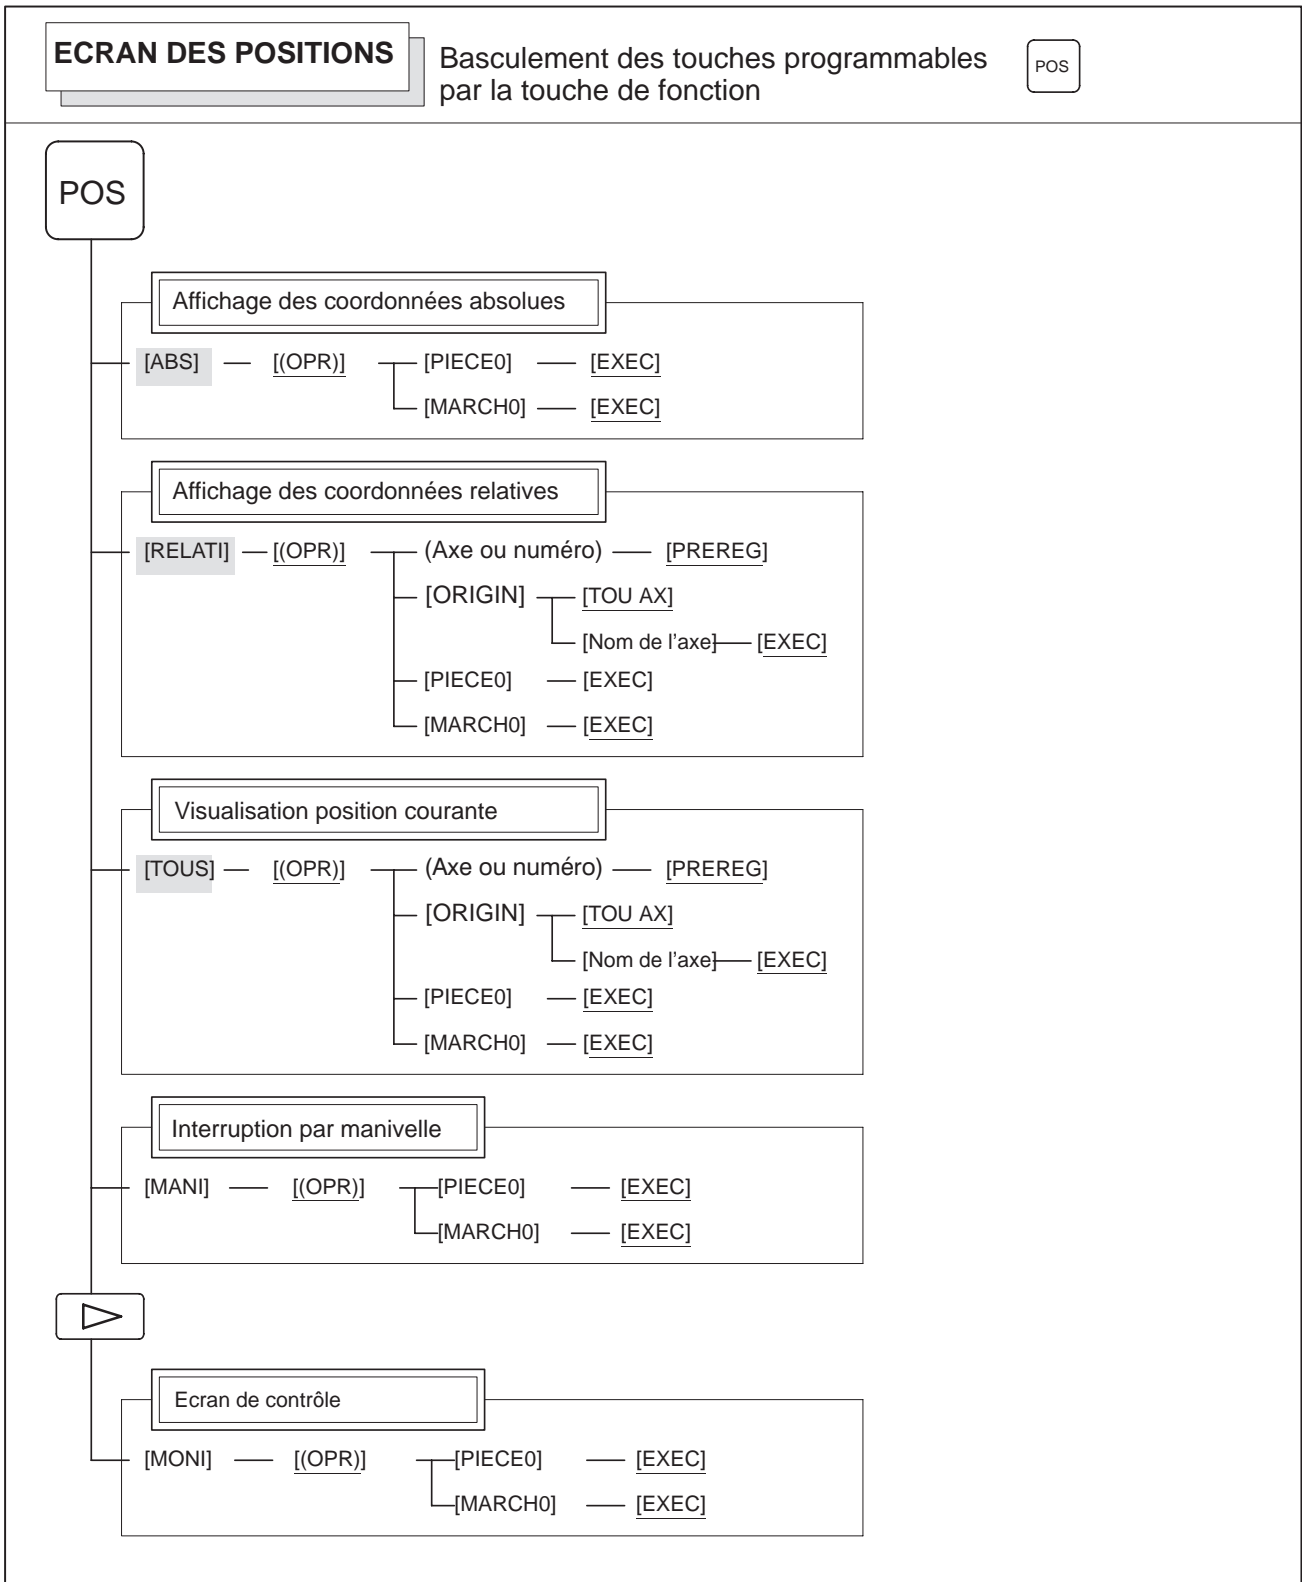 ECRAN DES POSITIONS
Basculement des touches programmables
par la touche de fonction
POS
POS
Affichage des coordonnées absolues
[ABS] [(OPR)] [PIECE0] [EXEC]
[MARCH0] [EXEC]
Affichage des coordonnées relatives
[RELATI] [(OPR)] (Axe ou numéro) [PREREG]
[ORIGIN] [TOU AX]
[Nom de l'axe] [EXEC]
[PIECE0] [EXEC]
[MARCH0] [EXEC]
Visualisation position courante
[TOUS] [(OPR)] (Axe ou numéro) [PREREG]
[ORIGIN] [TOU AX]
[Nom de l'axe] [EXEC]
[PIECE0] [EXEC]
[MARCH0] [EXEC]
Interruption par manivelle
[MANI] [(OPR)] [PIECE0] [EXEC]
[MARCH0] [EXEC]
Ecran de contrôle
[MONI] [(OPR)] [PIECE0] [EXEC]
[MARCH0] [EXEC]